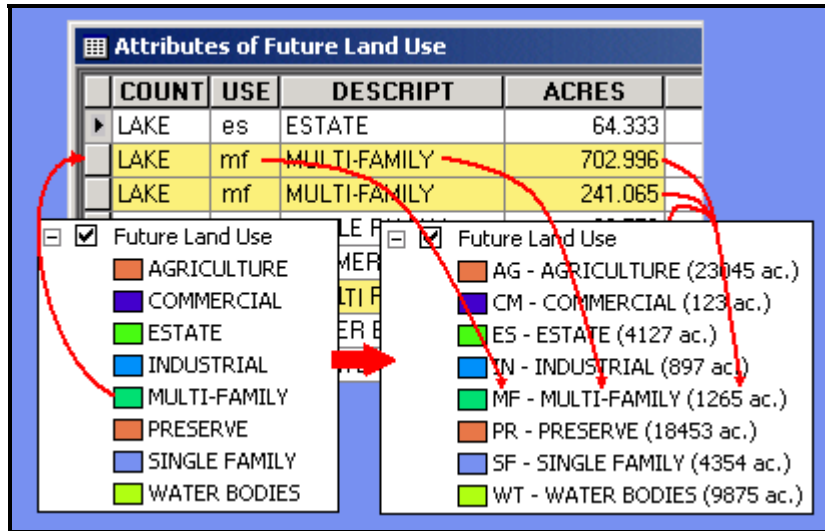 Attributes of Future Land Use
COUNT USE DESCRIPT ACRES
LAKE es ESTATE 64.333
LAKE mf MULTI-FAMILY 702.996
LAKE mf MULTI-FAMILY 241.065
Future Land Use
AGRICULTURE
COMMERCIAL
ESTATE
INDUSTRIAL
MULTI-FAMILY
PRESERVE
SINGLE FAMILY
WATER BODIES
Future Land Use
AG - AGRICULTURE (23045 ac.)
CM - COMMERCIAL (123 ac.)
ES - ESTATE (4127 ac.)
IN - INDUSTRIAL (897 ac.)
MF - MULTI-FAMILY (1265 ac.)
PR - PRESERVE (18453 ac.)
SF - SINGLE FAMILY (4354 ac.)
WT - WATER BODIES (9875 ac.)